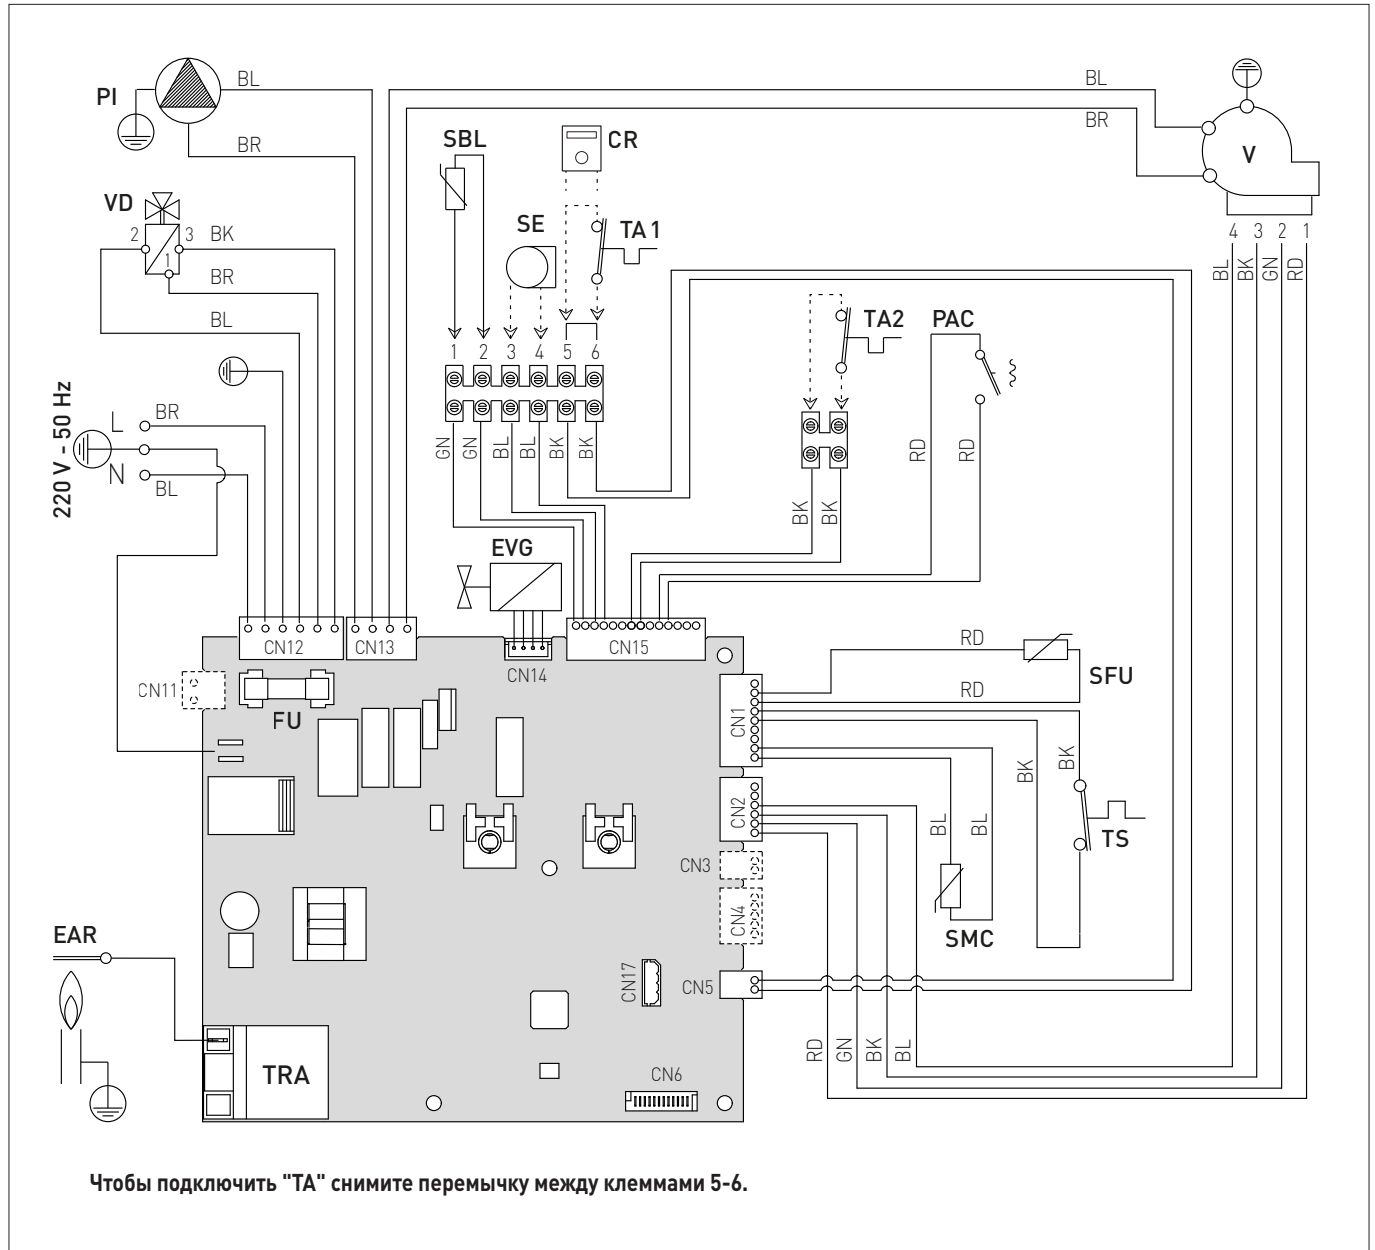 BL
BL
PI
BR
BR
SBL
CR
V
VD
SE
TA1
2
3
BK
4
3
2
1
1
BR
BL
BK
GN
RD
BL
TA2
PAC
1
2
3
4
5
6
220 V - 50 Hz
L
BR
N
BL
GN
GN
BL
BL
BK
BK
RD
RD
BK
BK
EVG
CN12
CN13
CN14
CN15
RD
RD
SFU
CN11
FU
CN1
BK
BK
CN2
BL
BL
TS
CN3
CN4
SMC
EAR
CN17
CN5
RD
GN
BK
BL
TRA
CN6
Чтобы подключить "ТА" снимите перемычку между клеммами 5-6.